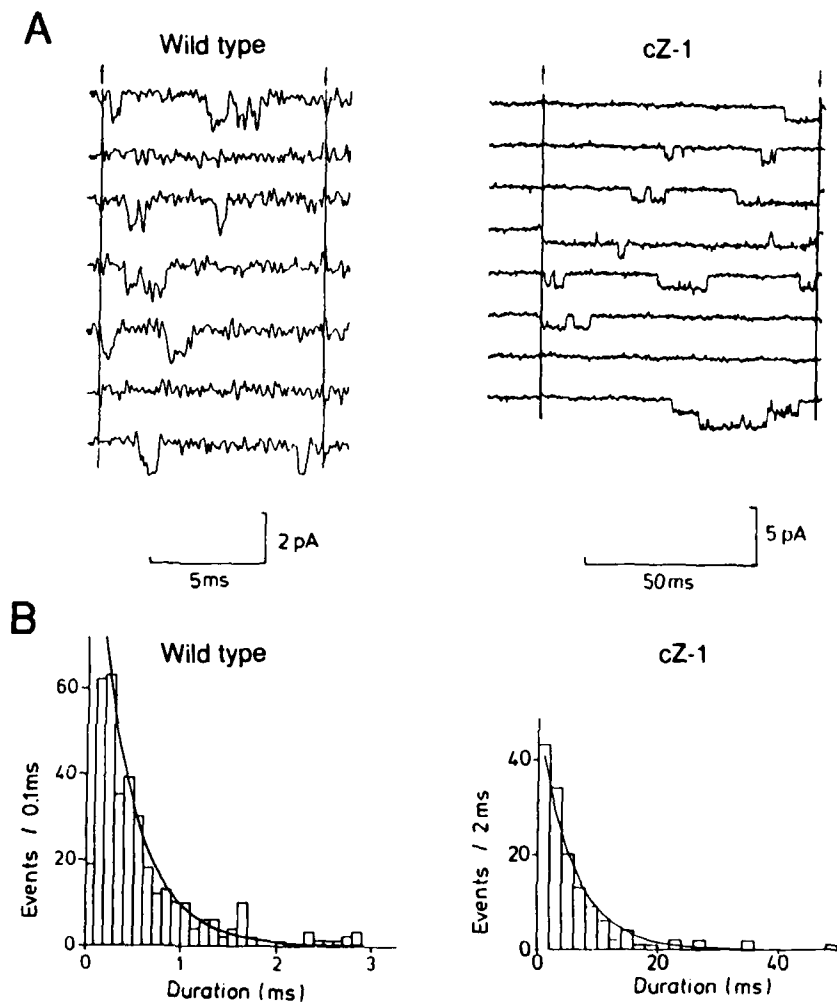 A
Wild type
cZ-1
2 pA
5ms
5 pA
50ms
B
Wild type
cZ-1
Events / 0.1ms
60
40
20
0
0 1 2 3
Duration (ms)
Events / 2ms
40
20
0
0 20 40
Duration (ms)